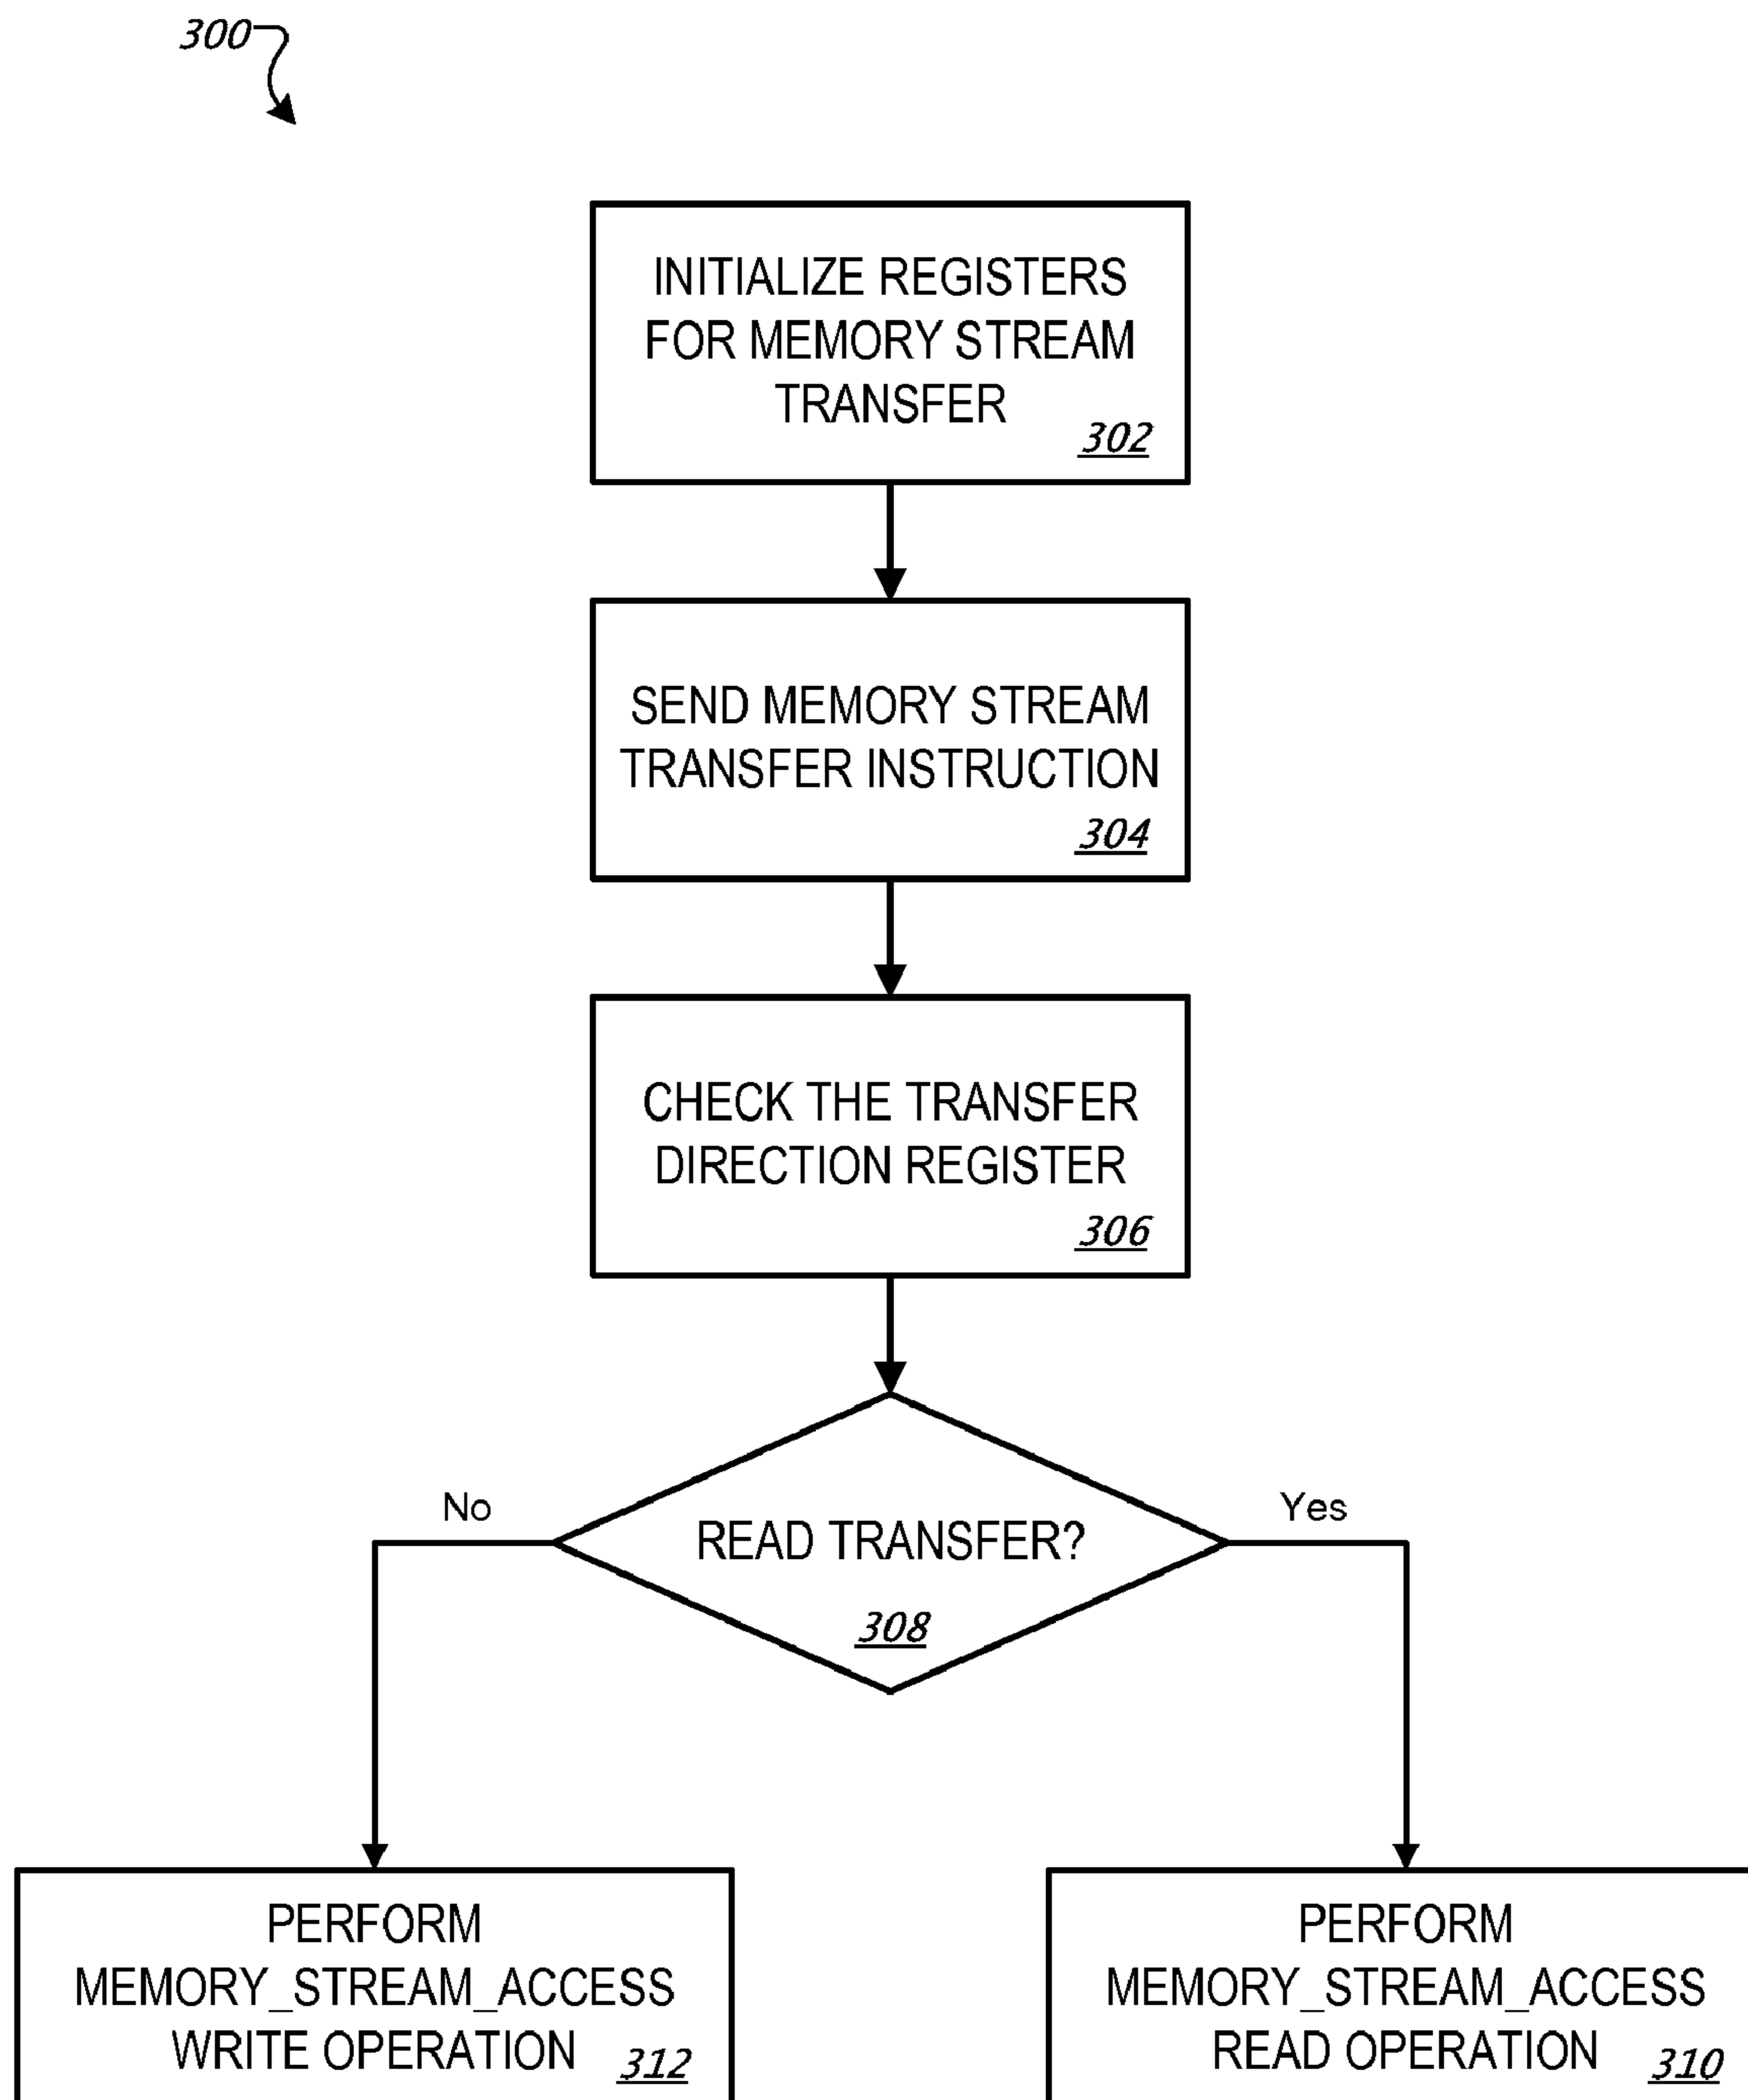 300
INITIALIZE REGISTERS
FOR MEMORY STREAM
TRANSFER
302
SEND MEMORY STREAM
TRANSFER INSTRUCTION
304
CHECK THE TRANSFER
DIRECTION REGISTER
306
No
Yes
READ TRANSFER?
308
PERFORM
MEMORY_STREAM_ACCESS
WRITE OPERATION
312
PERFORM
MEMORY_STREAM_ACCESS
READ OPERATION
310